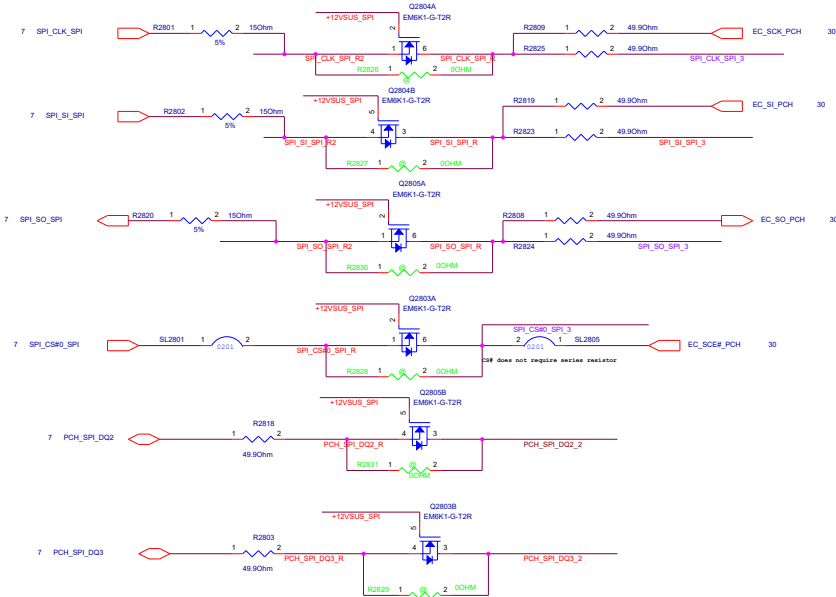 Q2804A
+12VSUS_SPI EM6K1-G-T2R
7 SPI_CLK_SPI R2801 1 2 15Ohm 5% 2 R2809 1 2 49.9Ohm EC_SCK_PCH 30
1 6 R2825 49.9Ohm
SPI_CLK_SPI_R2 SPI_CLK_SPI_R SPI_CLK_SPI_3
R2826 1 @ 2 0OHM
Q2804B
+12VSUS_SPI EM6K1-G-T2R
7 SPI_SI_SPI R2802 1 2 15Ohm 5% 5 R2819 1 2 49.9Ohm EC_SI_PCH 30
4 3 R2823 1 2 49.9Ohm
SPI_SI_SPI_R2 SPI_SI_SPI_R SPI_SI_SPI_3
R2827 1 @ 2 0OHM
Q2805A
+12VSUS_SPI EM6K1-G-T2R
7 SPI_SO_SPI R2820 1 2 15Ohm 5% 2 R2808 1 2 49.9Ohm EC_SO_PCH 30
1 6 R2824 49.9Ohm
SPI_SO_SPI_R2 SPI_SO_SPI_R SPI_SO_SPI_3
R2830 1 @ 2 0OHM
Q2803A
+12VSUS_SPI EM6K1-G-T2R
2 SPI_CS#0_SPI_3
7 SPI_CS#0_SPI SL2801 1 2 0201 1 6 2 1 0201 SL2805 EC_SCE#_PCH 30
SPI_CS#0_SPI_R CS# does not require series resistor
R2828 1 @ 2 0OHM
Q2805B
+12VSUS_SPI EM6K1-G-T2R
5
7 PCH_SPI_DQ2 R2818 1 2 49.9Ohm 4 3
PCH_SPI_DQ2_R PCH_SPI_DQ2_2
R2831 1 @ 2 0OHM
Q2803B
+12VSUS_SPI EM6K1-G-T2R
5
7 PCH_SPI_DQ3 R2803 1 2 49.9Ohm 4 3
PCH_SPI_DQ3_R PCH_SPI_DQ3_2
R2829 1 @ 2 0OHM